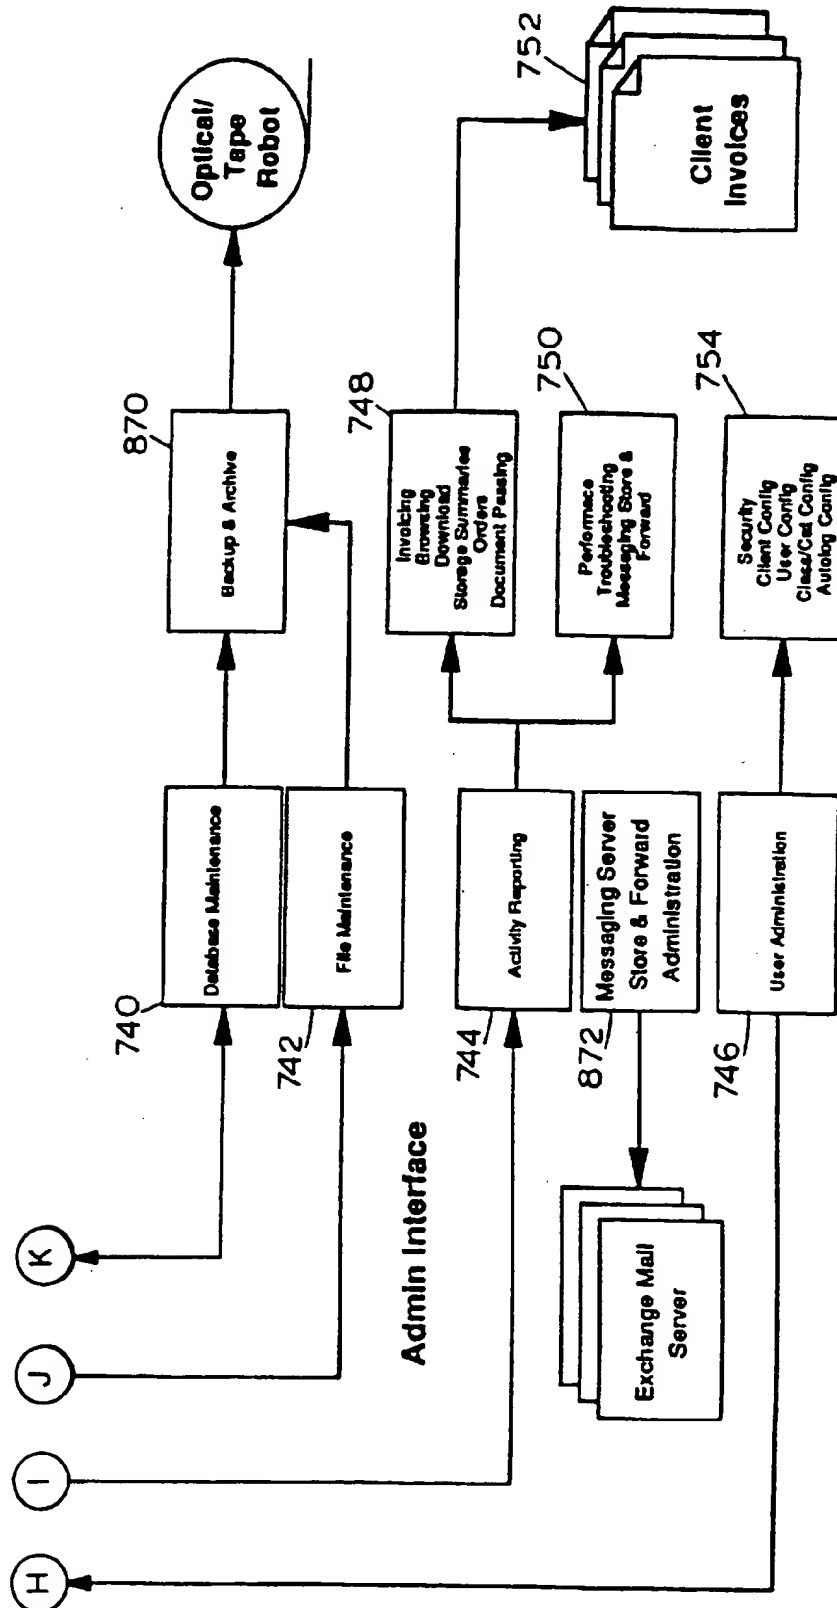 K
J
I
H
740
Database Maintenance
870
Backup & Archive
Optical/
Tape
Robot
742
File Maintenance
Admin Interface
744
Activity Reporting
748
Invoicing
Browsing
Download
Storage Summaries
Orders
Document Pausing
752
Client
Invoices
750
Performace
Troubleshooting
Messaging Store &
Forward
872
Messaging Server
Store & Forward
Administration
Exchange Mail
Server
746
User Administration
754
Security
Client Config
User Config
Class/Cat Config
Autolog Config